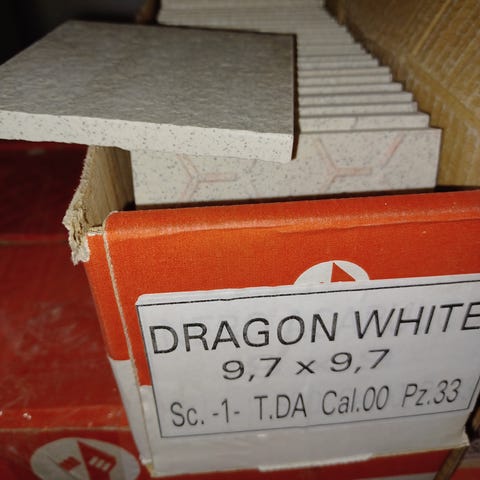 DRAGON WHITE
9,7 x 9,7
Sc. -1- T.DA Cal.00 Pz.33